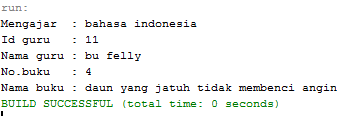 run:
Mengajar  : bahasa indonesia
Id guru   : 11
Nama guru : bu felly
No.buku   : 4
Nama buku : daun yang jatuh tidak membenci angin
BUILD SUCCESSFUL (total time: 0 seconds)